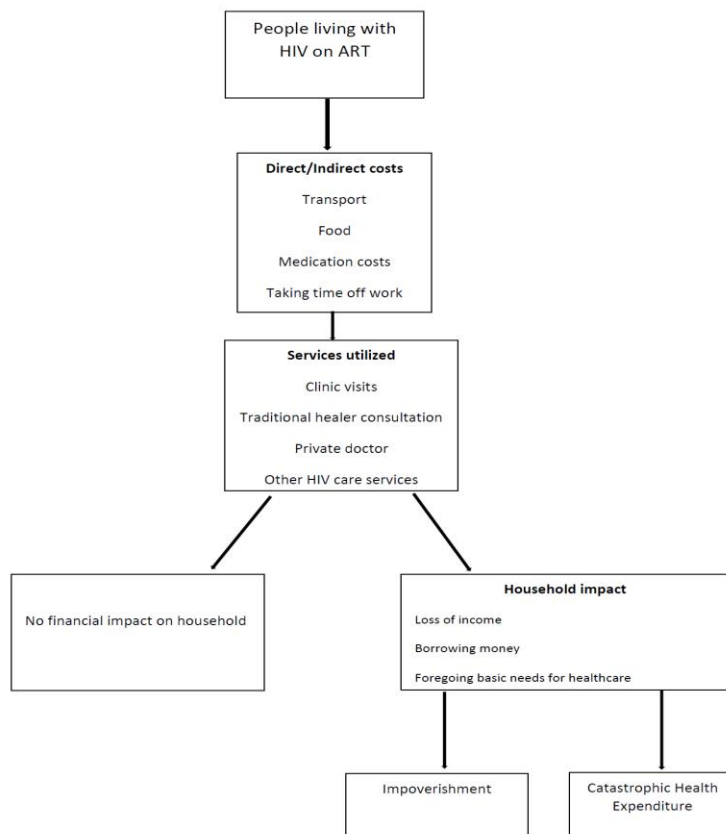 People living with
HIV on ART
Direct/Indirect costs
Transport
Food
Medication costs
Taking time off work
Services utilized
Clinic visits
Traditional healer consultation
Private doctor
Other HIV care services
No financial impact on household
Household impact
Loss of income
Borrowing money
Foregoing basic needs for healthcare
Impoverishment
Catastrophic Health
Expenditure